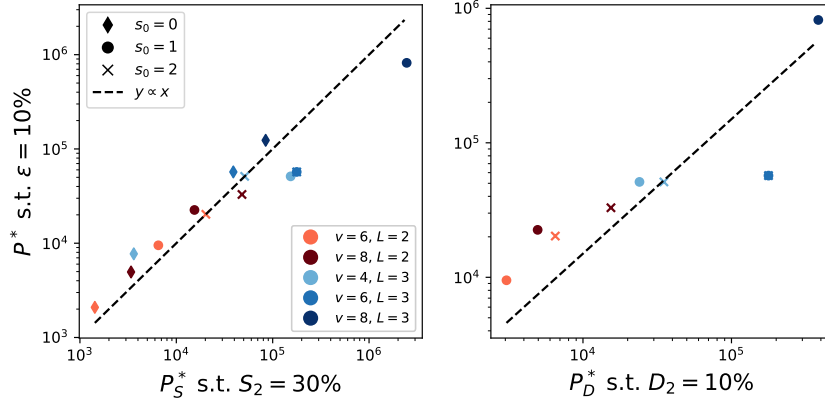 P* s.t. ε = 10%
10⁶
10⁵
10⁴
10³
s₀ = 0
s₀ = 1
s₀ = 2
y ∝ x
v = 6, L = 2
v = 8, L = 2
v = 4, L = 3
v = 6, L = 3
v = 8, L = 3
10³ 10⁴ 10⁵ 10⁶
P*_S s.t. S₂ = 30%
10⁶
10⁵
10⁴
10⁴ 10⁵
P*_D s.t. D₂ = 10%